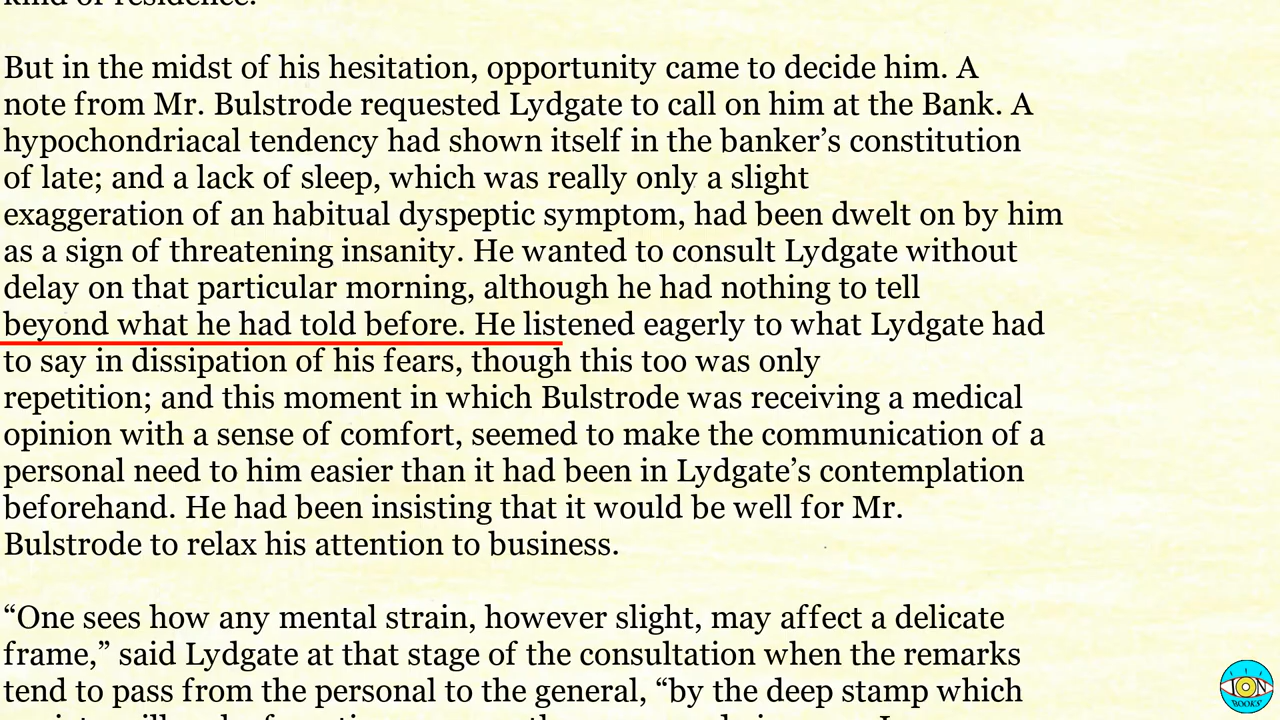 kind of residence.
But in the midst of his hesitation, opportunity came to decide him. A
note from Mr. Bulstrode requested Lydgate to call on him at the Bank. A
hypochondriacal tendency had shown itself in the banker’s constitution
of late; and a lack of sleep, which was really only a slight
exaggeration of an habitual dyspeptic symptom, had been dwelt on by him
as a sign of threatening insanity. He wanted to consult Lydgate without
delay on that particular morning, although he had nothing to tell
beyond what he had told before. He listened eagerly to what Lydgate had
to say in dissipation of his fears, though this too was only
repetition; and this moment in which Bulstrode was receiving a medical
opinion with a sense of comfort, seemed to make the communication of a
personal need to him easier than it had been in Lydgate’s contemplation
beforehand. He had been insisting that it would be well for Mr.
Bulstrode to relax his attention to business.
“One sees how any mental strain, however slight, may affect a delicate
frame,” said Lydgate at that stage of the consultation when the remarks
tend to pass from the personal to the general, “by the deep stamp which
ION
BOOKS